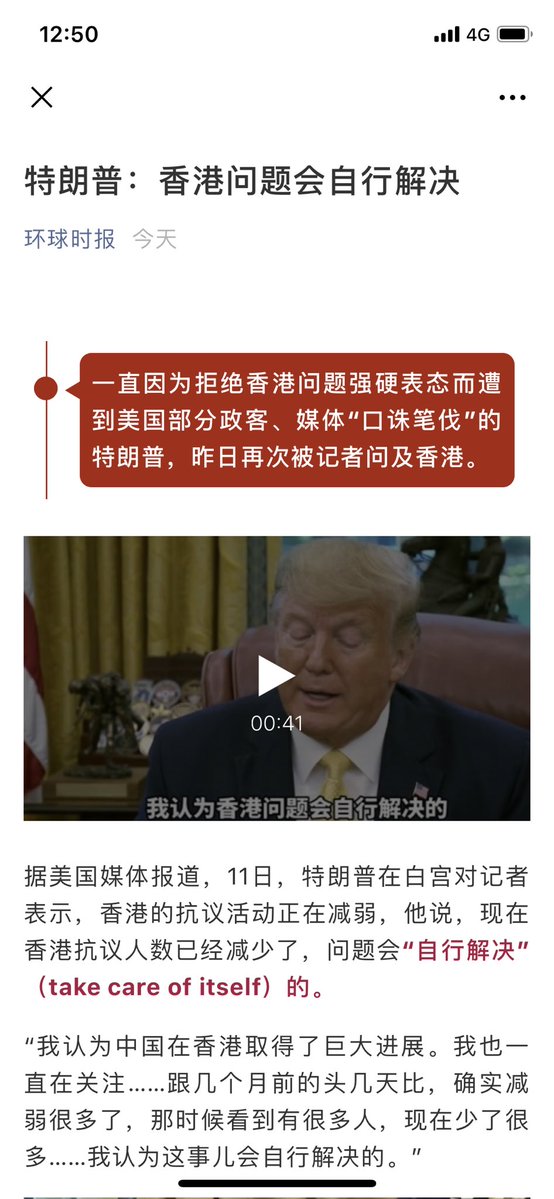 12:50
4G
特朗普：香港问题会自行解决
环球时报 今天
一直因为拒绝香港问题强硬表态而遭
到美国部分政客、媒体“口诛笔伐”的
特朗普，昨日再次被记者问及香港。
00:41
我认为香港问题会自行解决的
据美国媒体报道，11日，特朗普在白宫对记者
表示，香港的抗议活动正在减弱，他说，现在
香港抗议人数已经减少了，问题会“自行解决”
（take care of itself）的。
“我认为中国在香港取得了巨大进展。我也一
直在关注……跟几个月前的头几天比，确实减
弱很多了，那时候看到有很多人，现在少了很
多……我认为这事儿会自行解决的。”